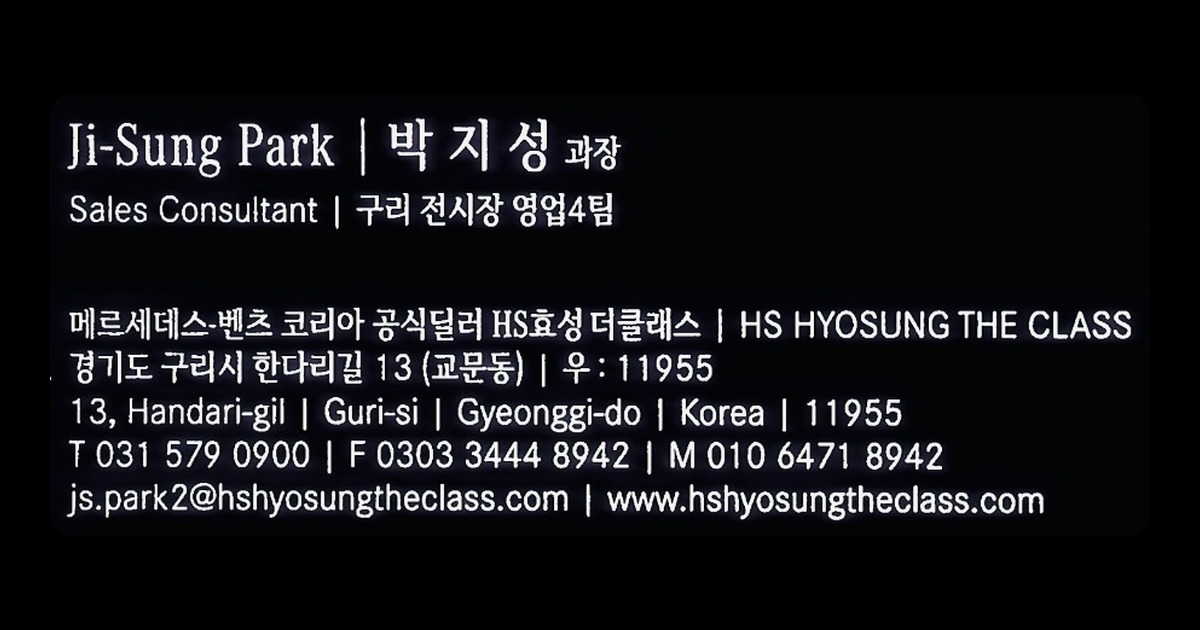 Ji-Sung Park | 박 지 성 과장
Sales Consultant | 구리 전시장 영업4팀
메르세데스-벤츠 코리아 공식딜러 HS효성더클래스 | HS HYOSUNG THE CLASS
경기도 구리시 한다리길 13 (교문동) | 우 : 11955
13, Handari-gil | Guri-si | Gyeonggi-do | Korea | 11955
T 031 579 0900 | F 0303 3444 8942 | M 010 6471 8942
js.park2@hshyosungtheclass.com | www.hshyosungtheclass.com